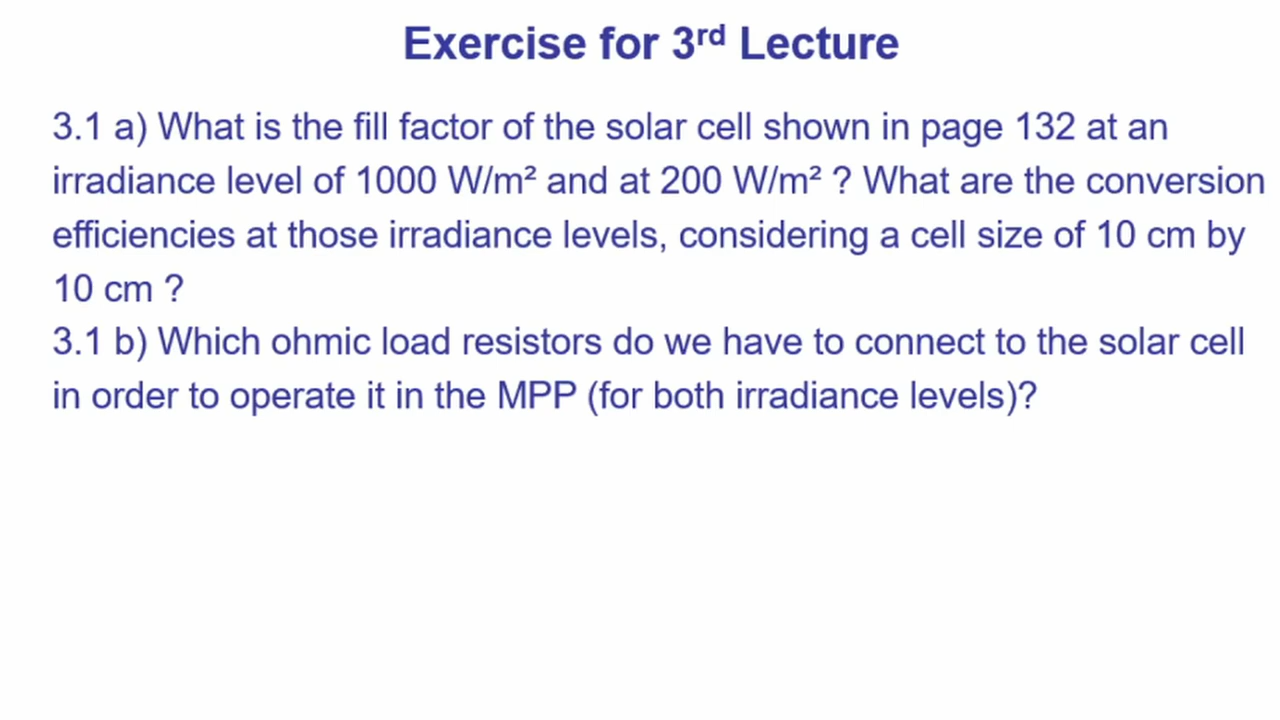 Exercise for 3rd Lecture
3.1 a) What is the fill factor of the solar cell shown in page 132 at an
irradiance level of 1000 W/m² and at 200 W/m² ? What are the conversion
efficiencies at those irradiance levels, considering a cell size of 10 cm by
10 cm ?
3.1 b) Which ohmic load resistors do we have to connect to the solar cell
in order to operate it in the MPP (for both irradiance levels)?